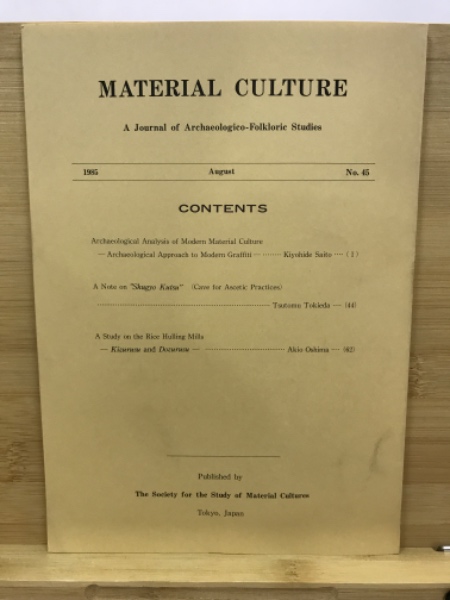 MATERIAL CULTURE
A Journal of Archaeologico-Folkloric Studies
1985 August No. 45
CONTENTS
Archaeological Analysis of Modern Material Culture
— Archaeological Approach to Modern Graffiti — ········ Kiyohide Saito ···· ( 1 )
A Note on "Shugyo Kutsu" (Cave for Ascetic Practices)
································································ Tsutomu Tokieda ··· (44)
A Study on the Rice Hulling Mills
— Kizurusu and Dozurusu — ································ Akio Oshima ··· (62)
Published by
The Society for the Study of Material Cultures
Tokyo, Japan